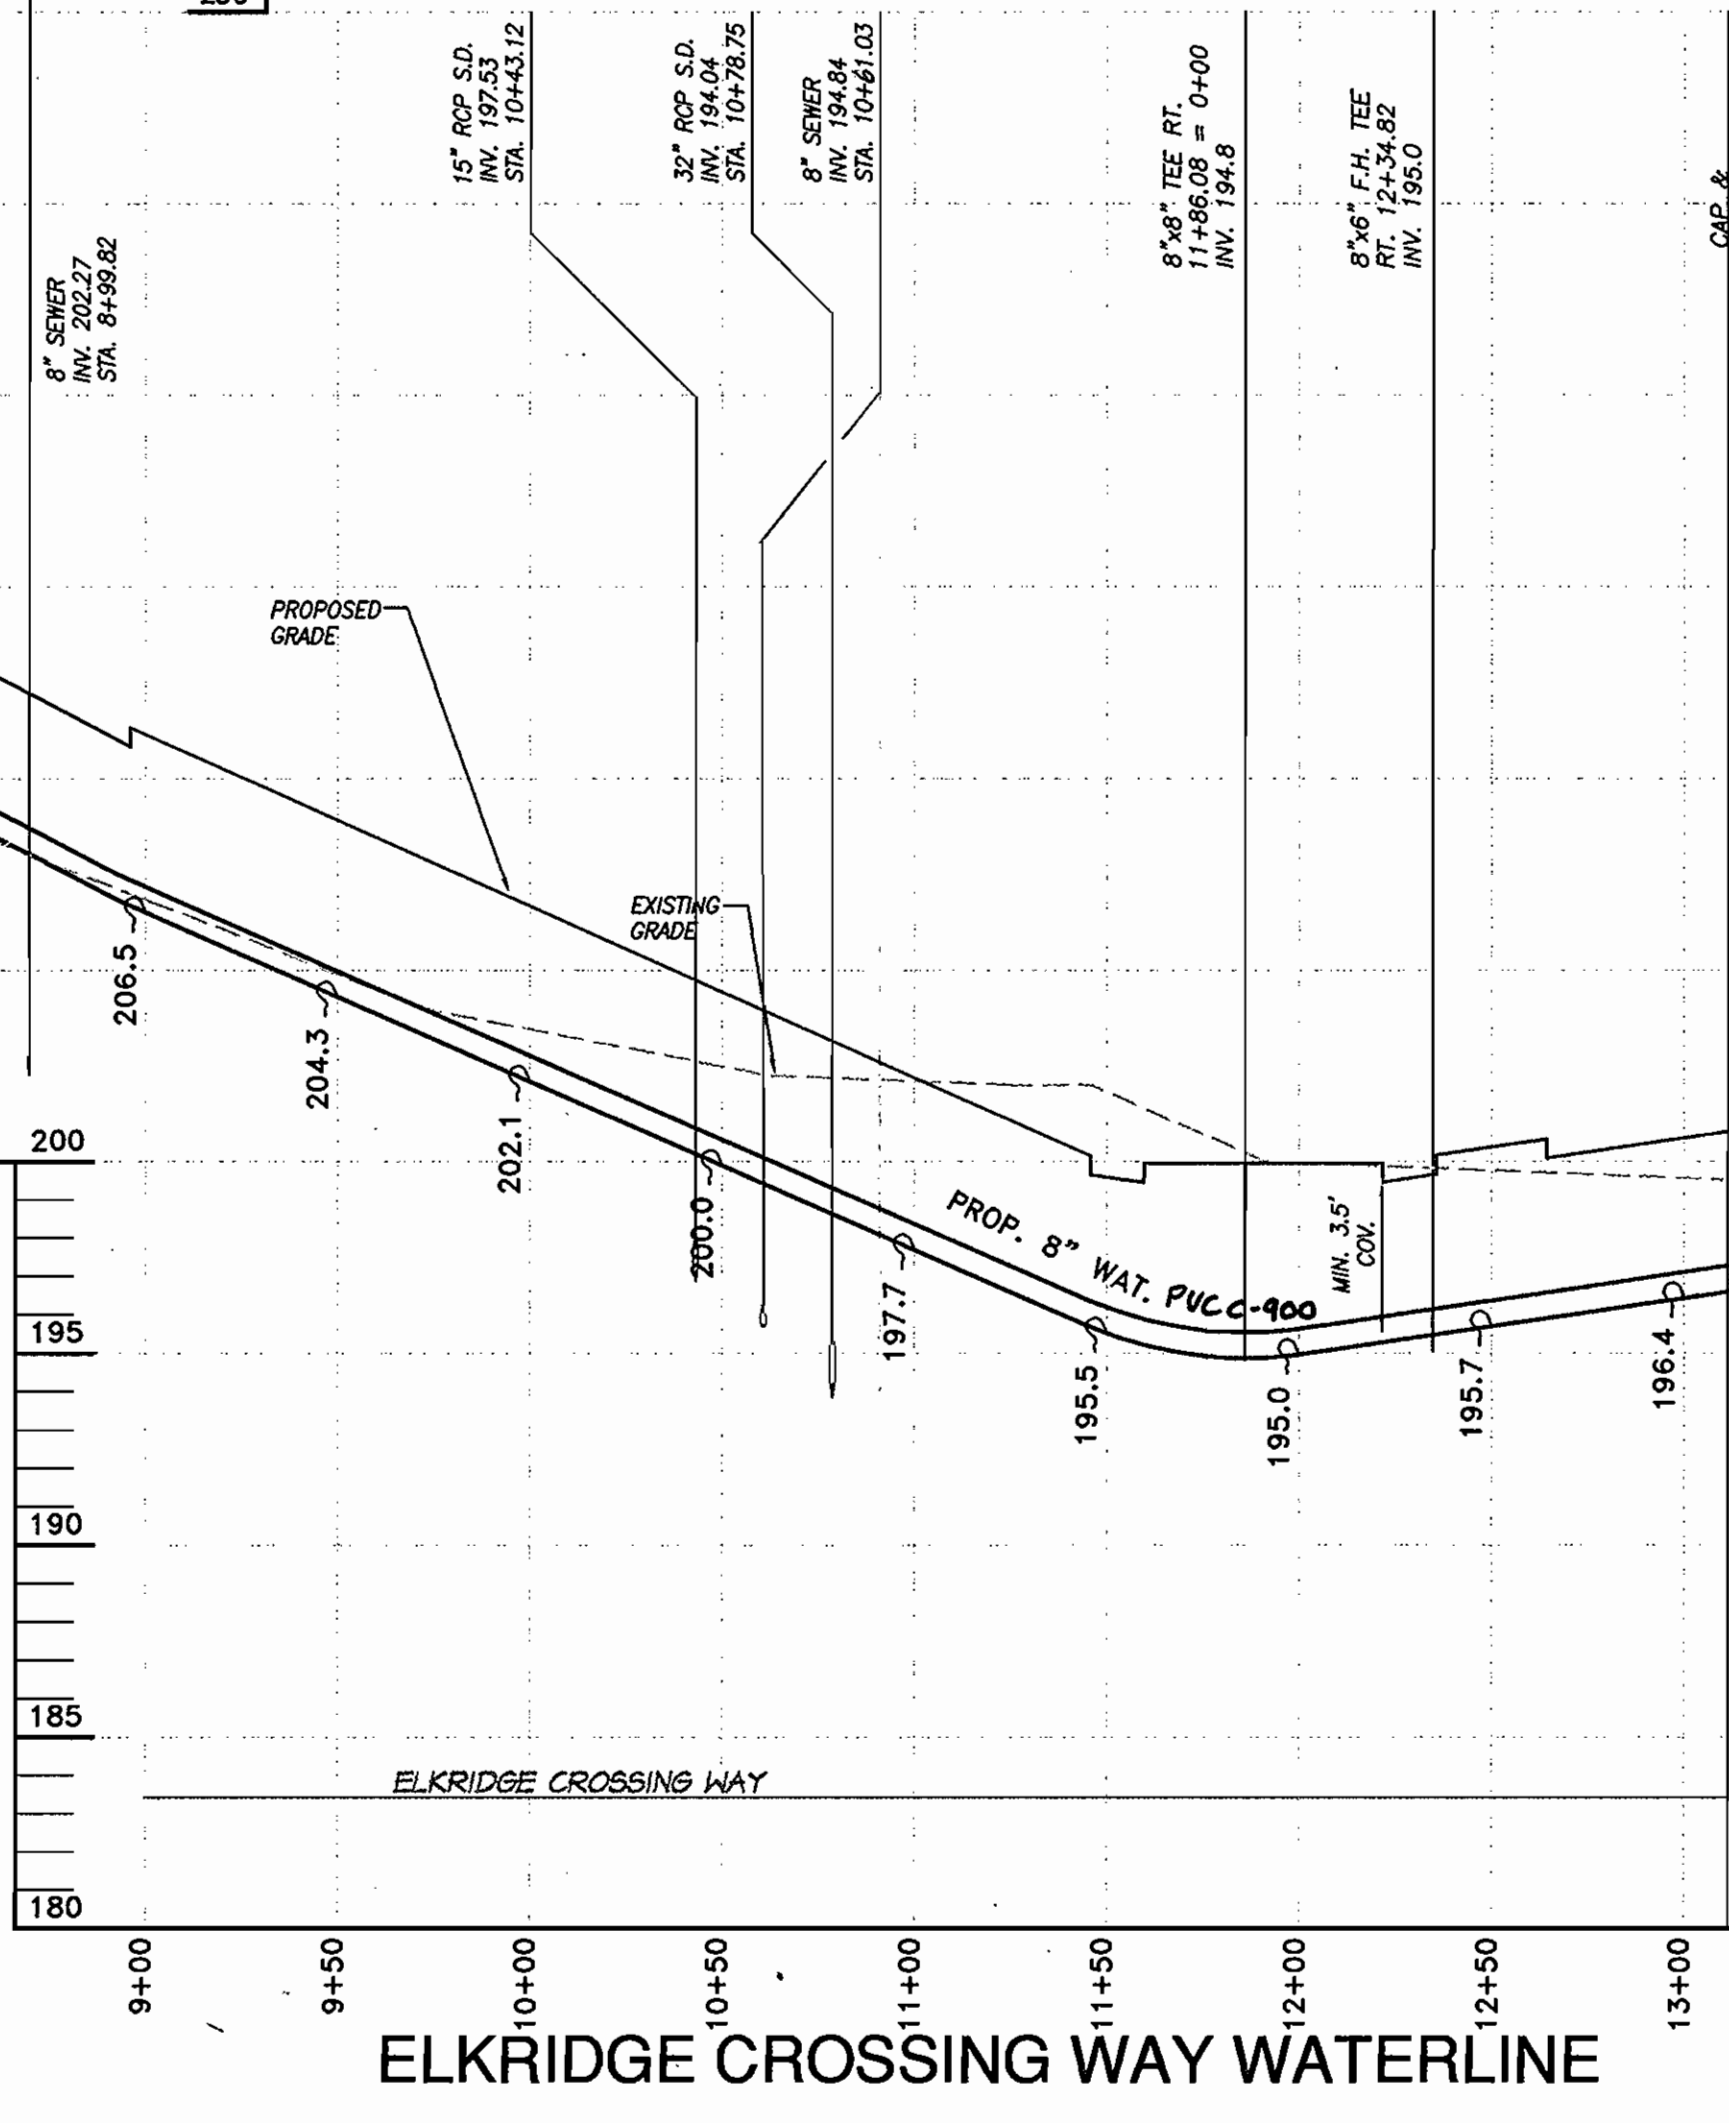 15" RCP S.D.
INV. 197.53
STA. 10+43.12
32" RCP S.D.
INV. 194.04
STA. 10+78.75
8" SEWER
INV. 194.84
STA. 10+61.03
8"x8" TEE RT.
11+86.08 = 0+00
INV. 194.8
8"x6" F.H. TEE
RT. 12+34.82
INV. 195.0
CAP &
8" SEWER
INV. 202.27
STA. 8+99.82
PROPOSED
GRADE
EXISTING
GRADE
206.5
204.3
202.1
200.0
197.7
195.5
195.0
195.7
196.4
PROP. 8" WAT. PVC C-900
MIN. 3.5'
COV.
200
195
190
185
180
ELKRIDGE CROSSING WAY
9+00
9+50
10+00
10+50
11+00
11+50
12+00
12+50
13+00
ELKRIDGE CROSSING WAY WATERLINE